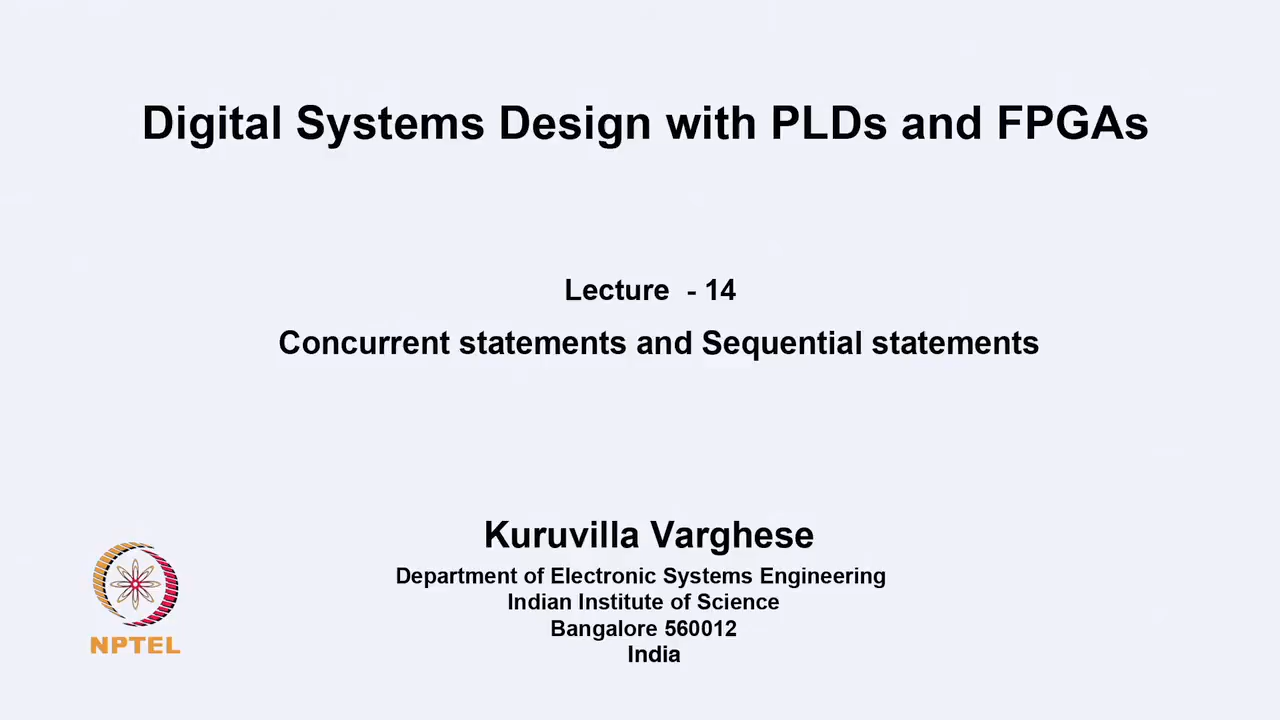 Digital Systems Design with PLDs and FPGAs
Lecture - 14
Concurrent statements and Sequential statements
Kuruvilla Varghese
Department of Electronic Systems Engineering
Indian Institute of Science
Bangalore 560012
India
NPTEL